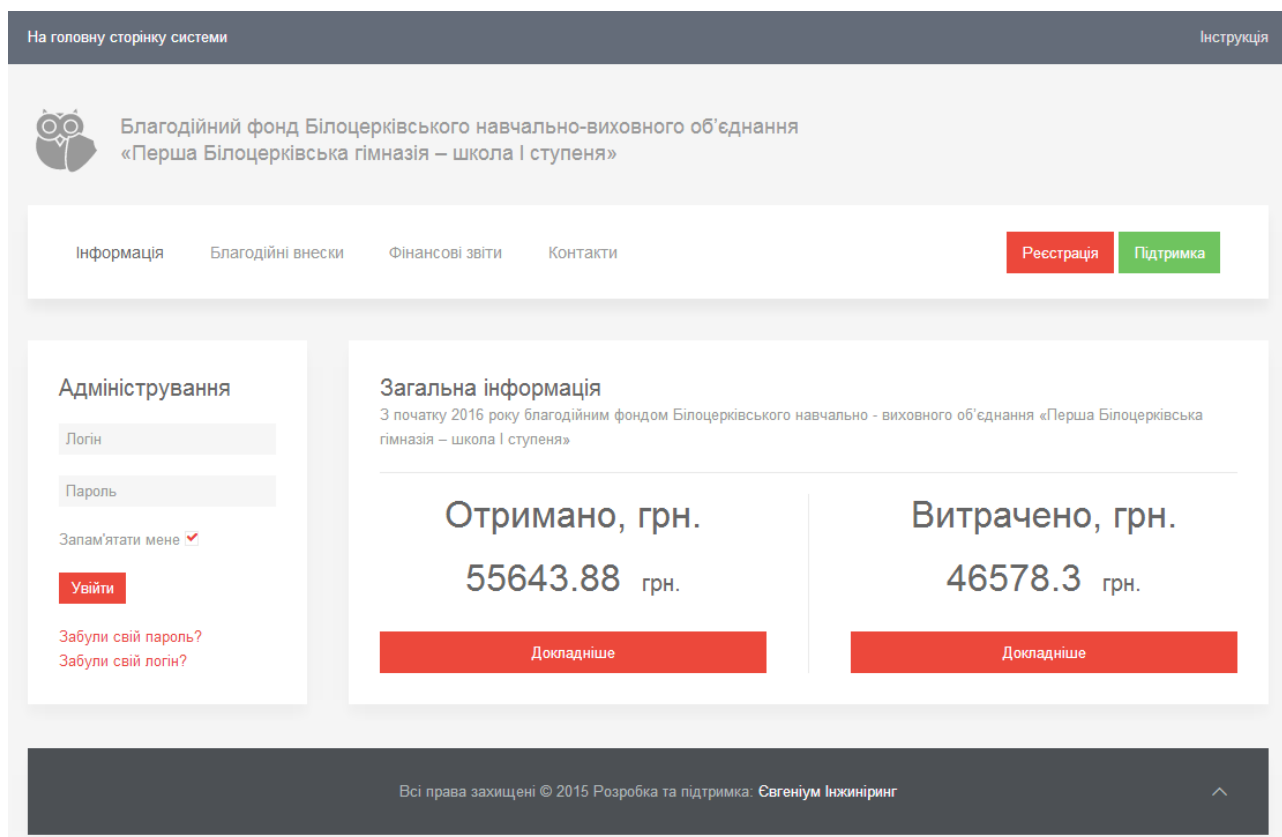 На головну сторінку системи
Інструкція
Благодійний фонд Білоцерківського навчально-виховного об'єднання
«Перша Білоцерківська гімназія – школа І ступеня»
Інформація
Благодійні внески
Фінансові звіти
Контакти
Реєстрація
Підтримка
Адміністрування
Логін
Пароль
Запам'ятати мене
Увійти
Забули свій пароль?
Забули свій логін?
Загальна інформація
З початку 2016 року благодійним фондом Білоцерківського навчально - виховного об'єднання «Перша Білоцерківська
гімназія – школа І ступеня»
Отримано, грн.
55643.88 грн.
Докладніше
Витрачено, грн.
46578.3 грн.
Докладніше
Всі права захищені © 2015 Розробка та підтримка: Євгеніум Інжиніринг